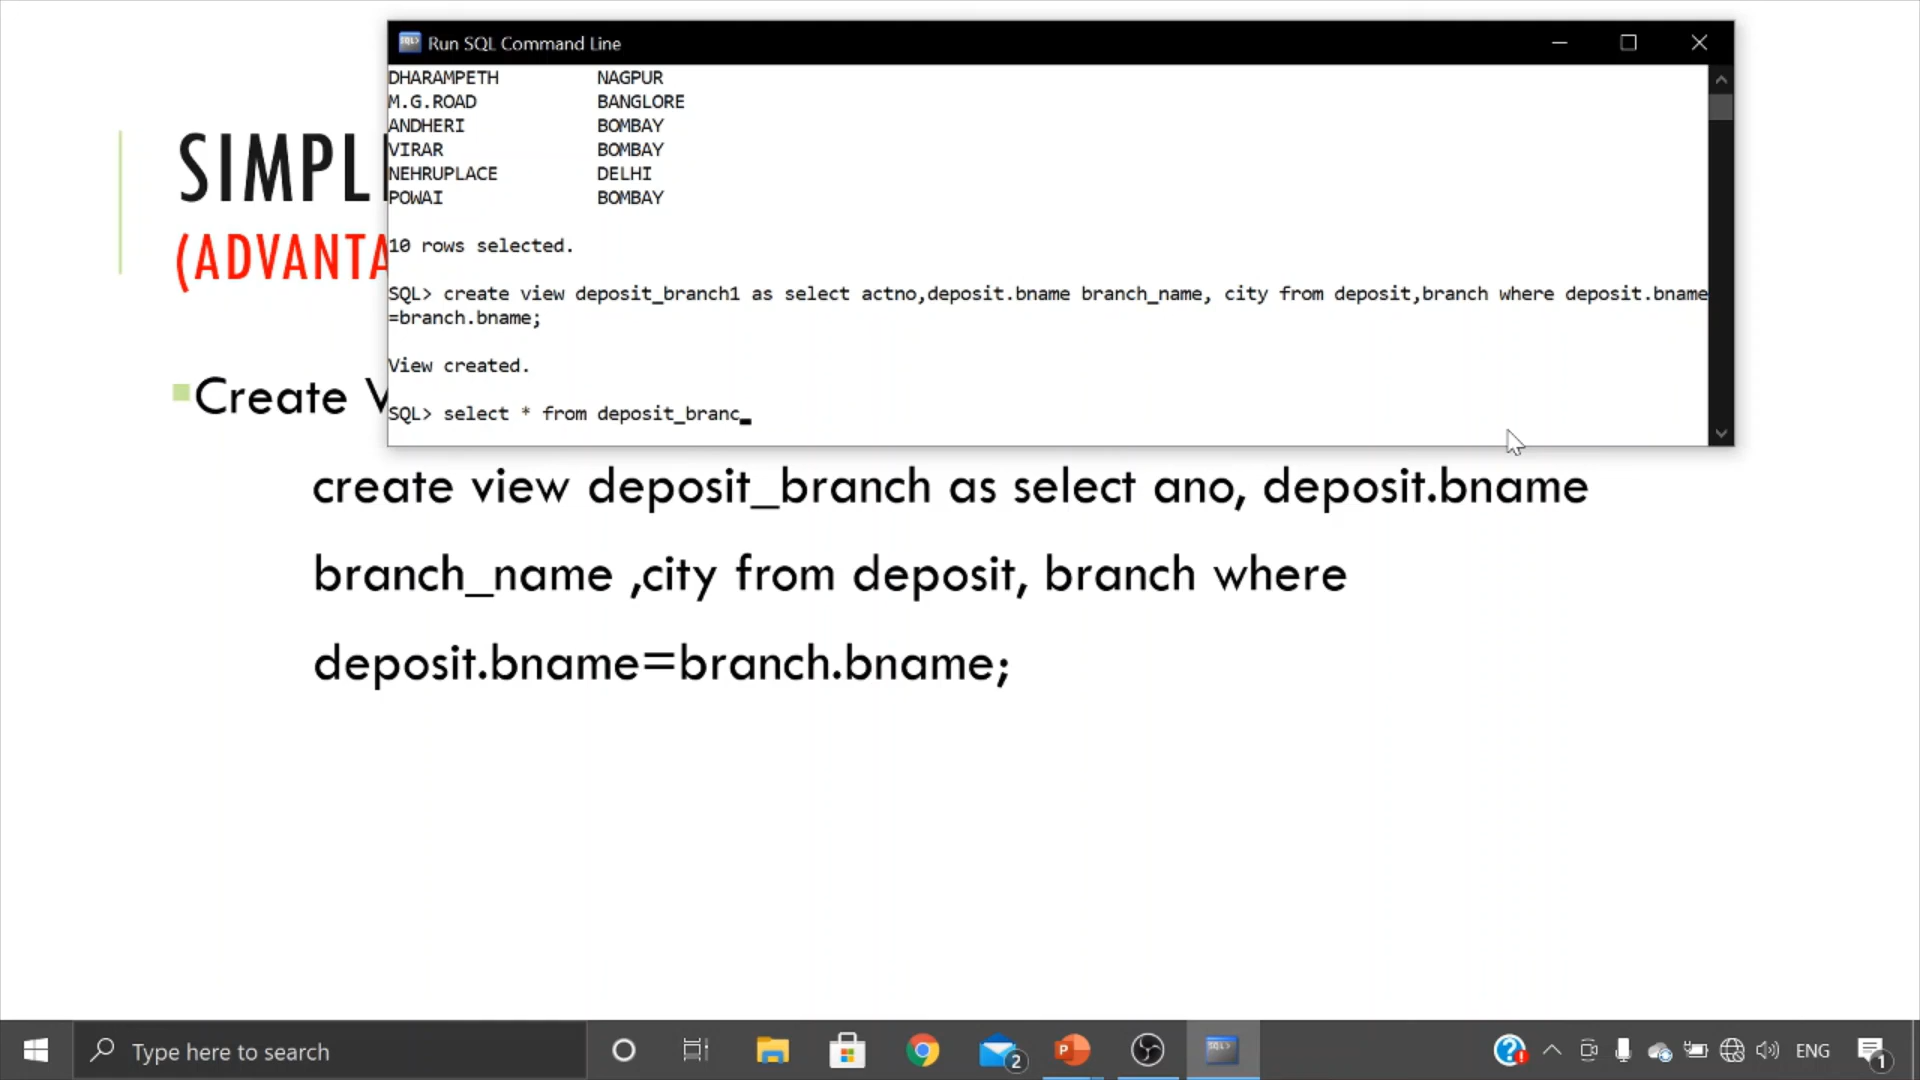 Run SQL Command Line
DHARAMPETH NAGPUR
M.G.ROAD BANGLORE
ANDHERI BOMBAY
VIRAR BOMBAY
NEHRUPLACE DELHI
POWAI BOMBAY
10 rows selected.
SQL> create view deposit_branch1 as select actno,deposit.bname branch_name, city from deposit,branch where deposit.bname
=branch.bname;
View created.
SQL> select * from deposit_branc
SIMPL
(ADVANTA
Create V
create view deposit_branch as select ano, deposit.bname
branch_name ,city from deposit, branch where
deposit.bname=branch.bname;
Type here to search
2
ENG
1